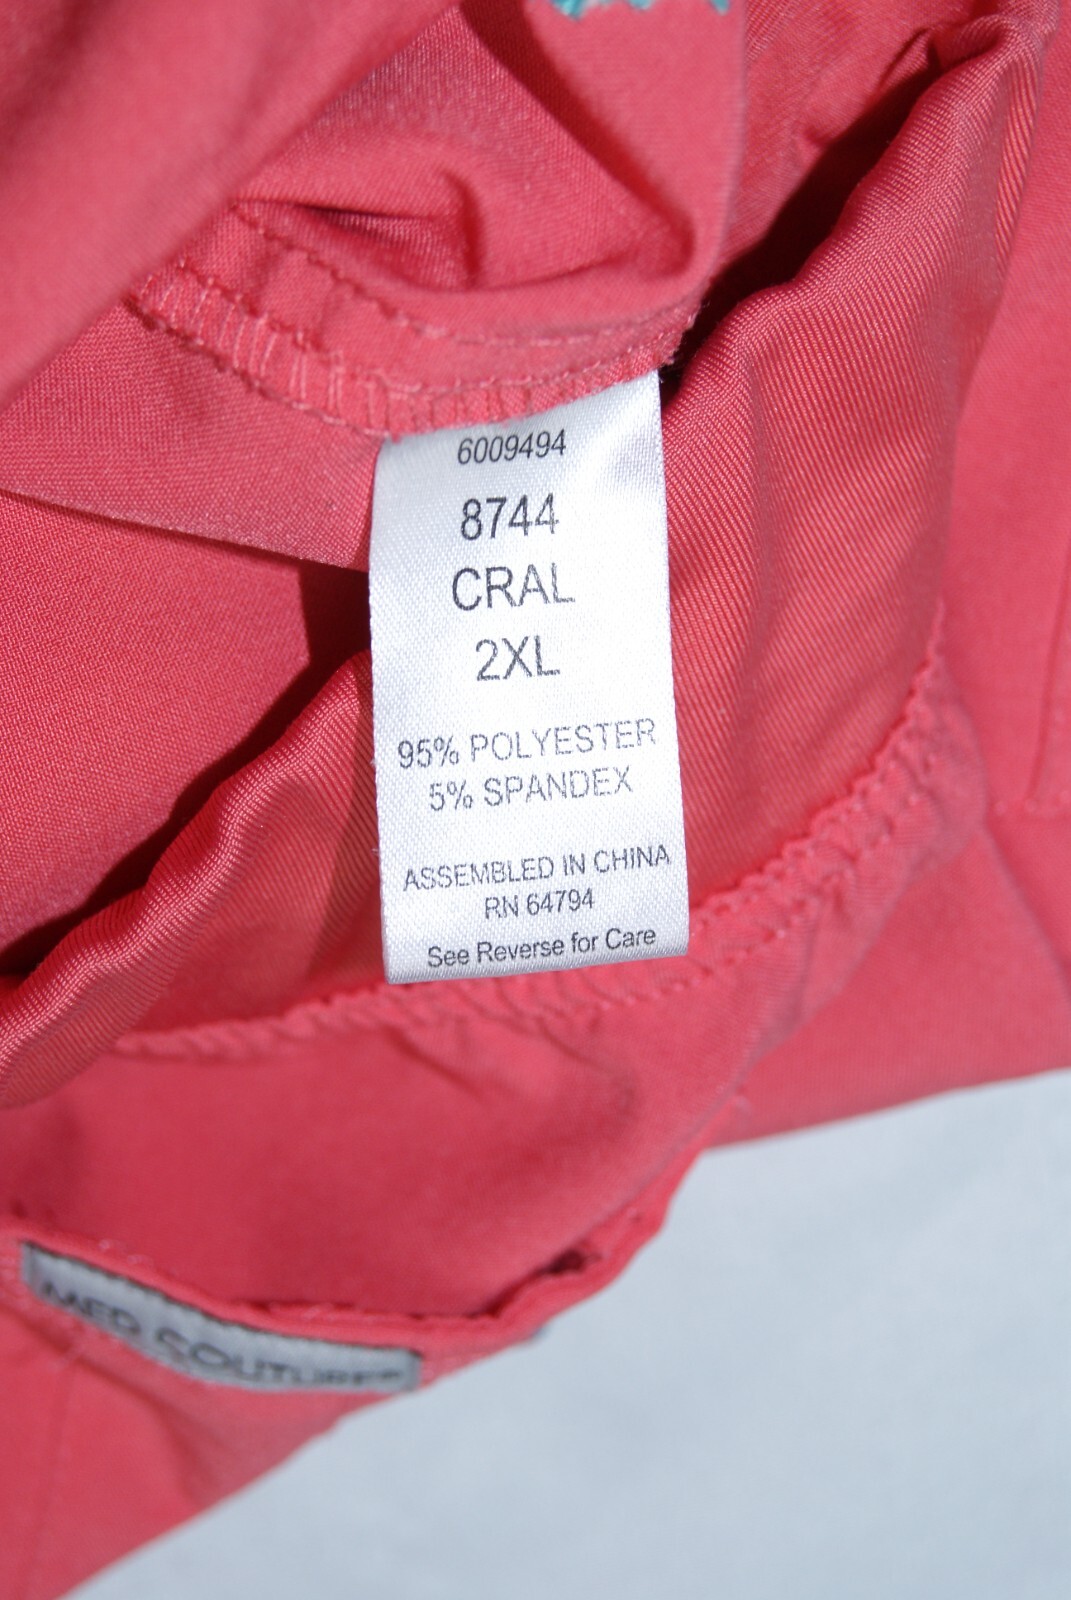 6009494
8744
CRAL
2XL
95% POLYESTER
5% SPANDEX
ASSEMBLED IN CHINA
RN 64794
See Reverse for Care
MED COUTURE